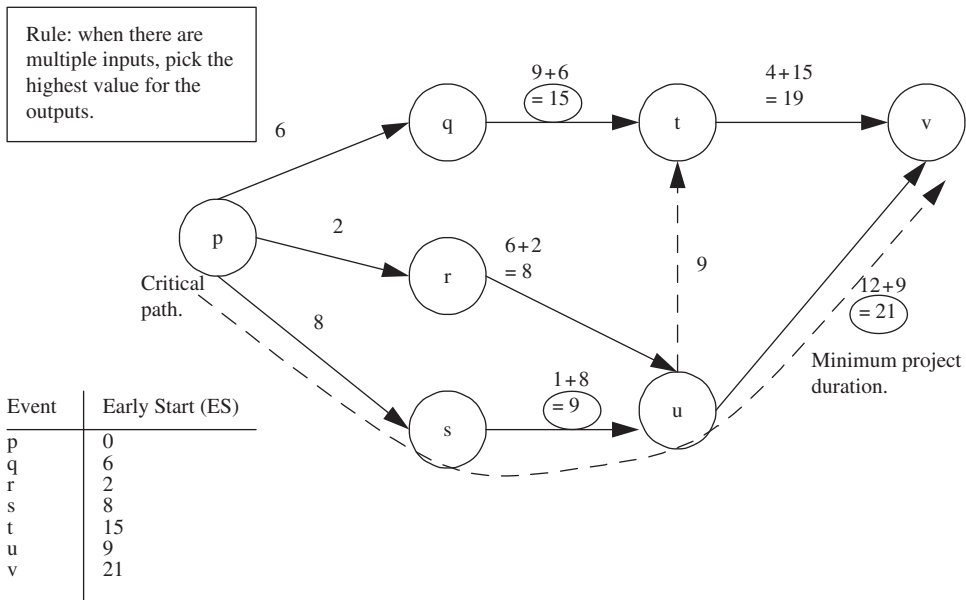 Rule: when there are
multiple inputs, pick the
highest value for the
outputs.
9+6
= 15
4+15
= 19
6
q
t
v
p
2
r
6+2
= 8
9
Critical
path.
8
12+9
= 21
Minimum project
duration.
1+8
= 9
s
u
Event Early Start (ES)
p 0
q 6
r 2
s 8
t 15
u 9
v 21